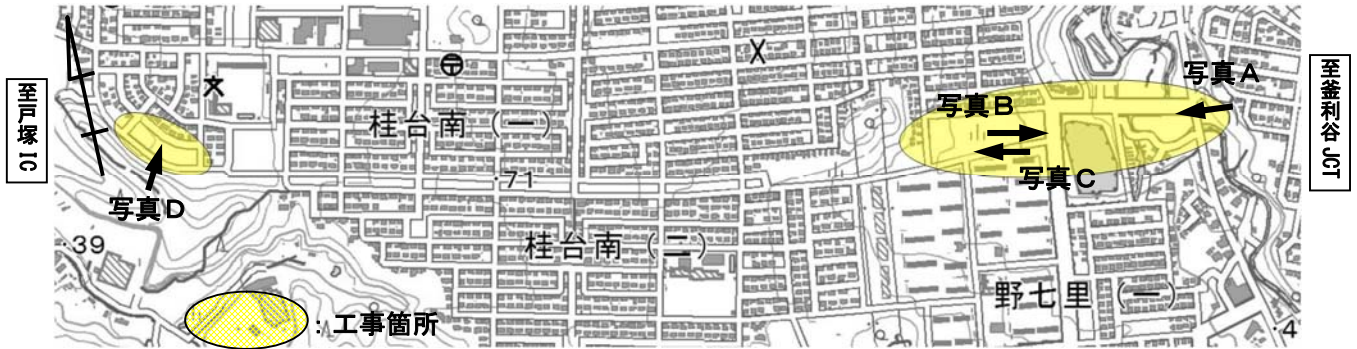 至戸塚IC
桂台南(一)
・71
写真D
・39
桂台南(二)
:工事箇所
写真A
写真B
写真C
野七里(一)
・4
至釜利谷JCT